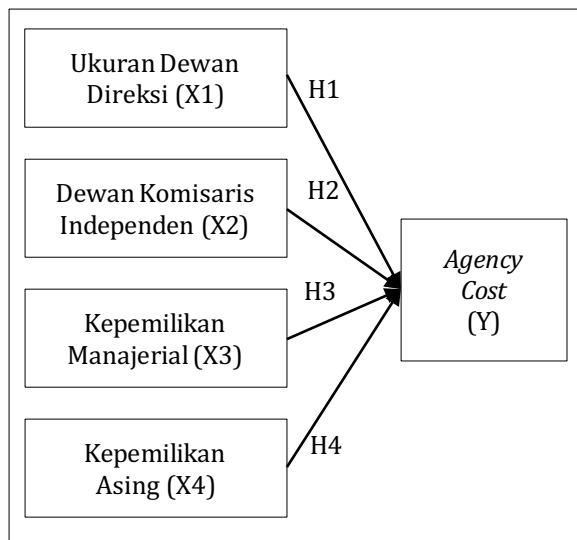 Ukuran Dewan
Direksi (X1)
H1
Dewan Komisaris
Independen (X2)
H2
Agency
Cost
(Y)
Kepemilikan
Manajerial (X3)
H3
Kepemilikan
Asing (X4)
H4